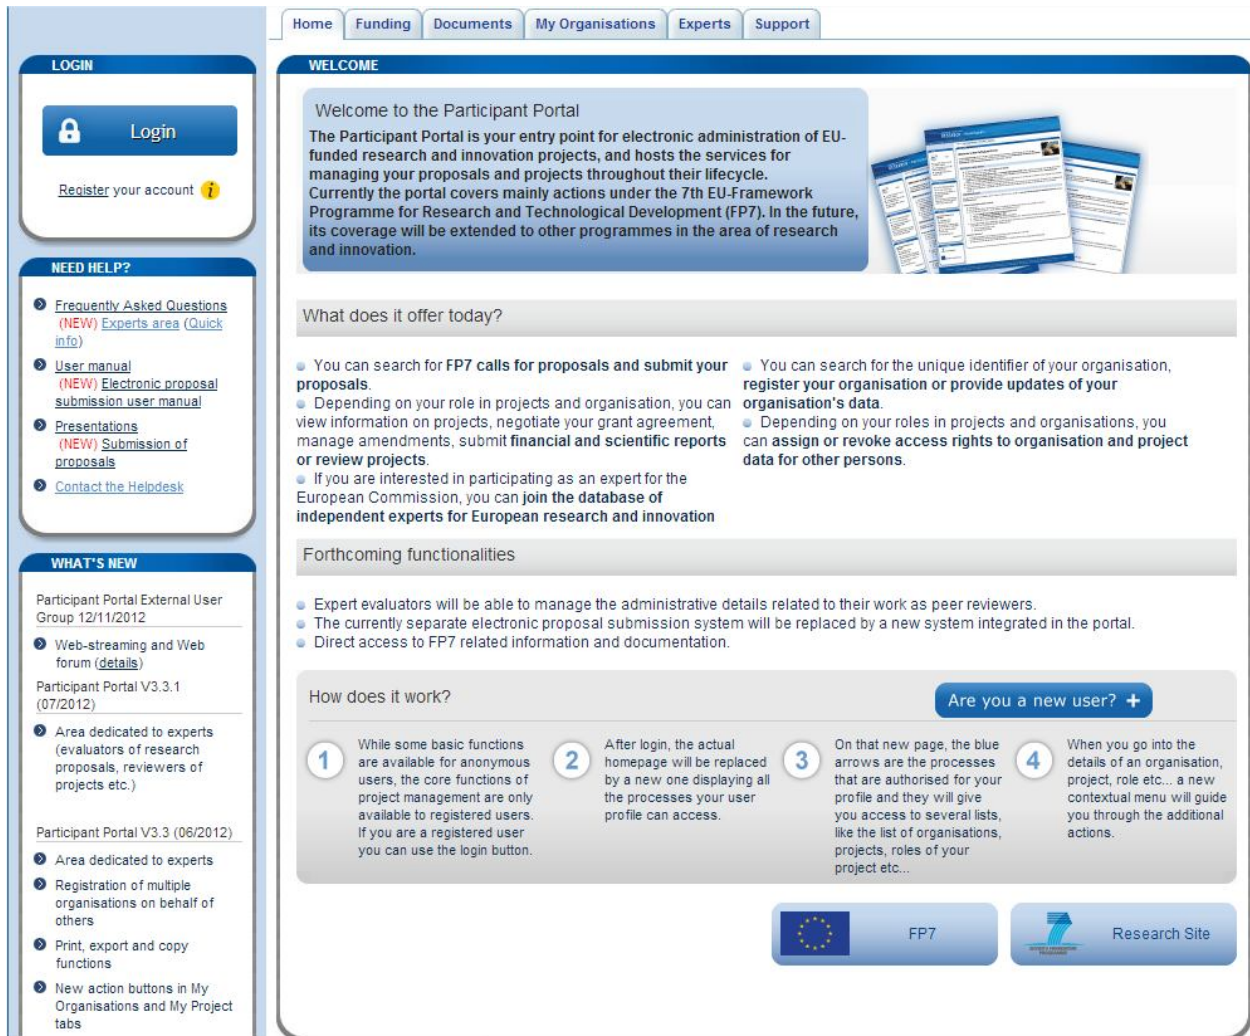 Home
Funding
Documents
My Organisations
Experts
Support
LOGIN
Login
Register your account
NEED HELP?
Frequently Asked Questions
(NEW) Experts area (Quick
info)
User manual
(NEW) Electronic proposal
submission user manual
Presentations
(NEW) Submission of
proposals
Contact the Helpdesk
WHAT'S NEW
Participant Portal External User
Group 12/11/2012
Web-streaming and Web
forum (details)
Participant Portal V3.3.1
(07/2012)
Area dedicated to experts
(evaluators of research
proposals, reviewers of
projects etc.)
Participant Portal V3.3 (06/2012)
Area dedicated to experts
Registration of multiple
organisations on behalf of
others
Print, export and copy
functions
New action buttons in My
Organisations and My Project
tabs
WELCOME
Welcome to the Participant Portal
The Participant Portal is your entry point for electronic administration of EU-
funded research and innovation projects, and hosts the services for
managing your proposals and projects throughout their lifecycle.
Currently the portal covers mainly actions under the 7th EU-Framework
Programme for Research and Technological Development (FP7). In the future,
its coverage will be extended to other programmes in the area of research
and innovation.
What does it offer today?
You can search for FP7 calls for proposals and submit your
proposals.
Depending on your role in projects and organisation, you can
view information on projects, negotiate your grant agreement,
manage amendments, submit financial and scientific reports
or review projects.
If you are interested in participating as an expert for the
European Commission, you can join the database of
independent experts for European research and innovation
You can search for the unique identifier of your organisation,
register your organisation or provide updates of your
organisation's data.
Depending on your roles in projects and organisations, you
can assign or revoke access rights to organisation and project
data for other persons.
Forthcoming functionalities
Expert evaluators will be able to manage the administrative details related to their work as peer reviewers.
The currently separate electronic proposal submission system will be replaced by a new system integrated in the portal.
Direct access to FP7 related information and documentation.
How does it work?
Are you a new user? +
1
While some basic functions
are available for anonymous
users, the core functions of
project management are only
available to registered users.
If you are a registered user
you can use the login button.
2
After login, the actual
homepage will be replaced
by a new one displaying all
the processes your user
profile can access.
3
On that new page, the blue
arrows are the processes
that are authorised for your
profile and they will give
you access to several lists,
like the list of organisations,
projects, roles of your
project etc...
4
When you go into the
details of an organisation,
project, role etc... a new
contextual menu will guide
you through the additional
actions.
FP7
Research Site